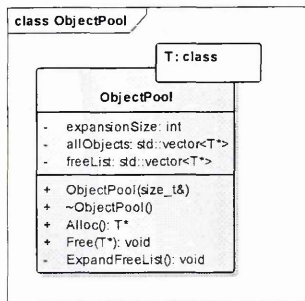 class ObjectPool
T: class
ObjectPool
- expansionSize: int
- allObjects: std::vector<T*>
- freeList: std::vector<T*>
+ ObjectPool(size_t&)
+ ~ObjectPool()
+ Alloc(): T*
+ Free(T*): void
- ExpandFreeList(): void